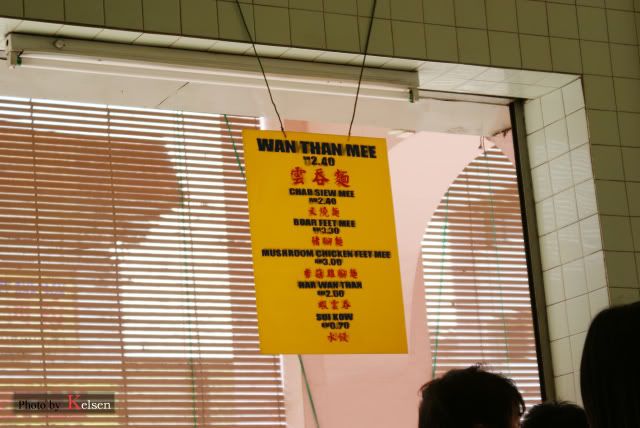 WAN THAN MEE
RM2.40
雲吞麵
CHAR SIEW MEE
RM2.40
叉燒麵
BOAR FEET MEE
RM3.30
豬腳麵
MUSHROOM CHICKEN FEET MEE
RM3.00
香菇雞腳麵
HAR WAN THAN
RM2.60
蝦雲吞
SUI KOW
RM0.70
水餃
Photo by Kelsen